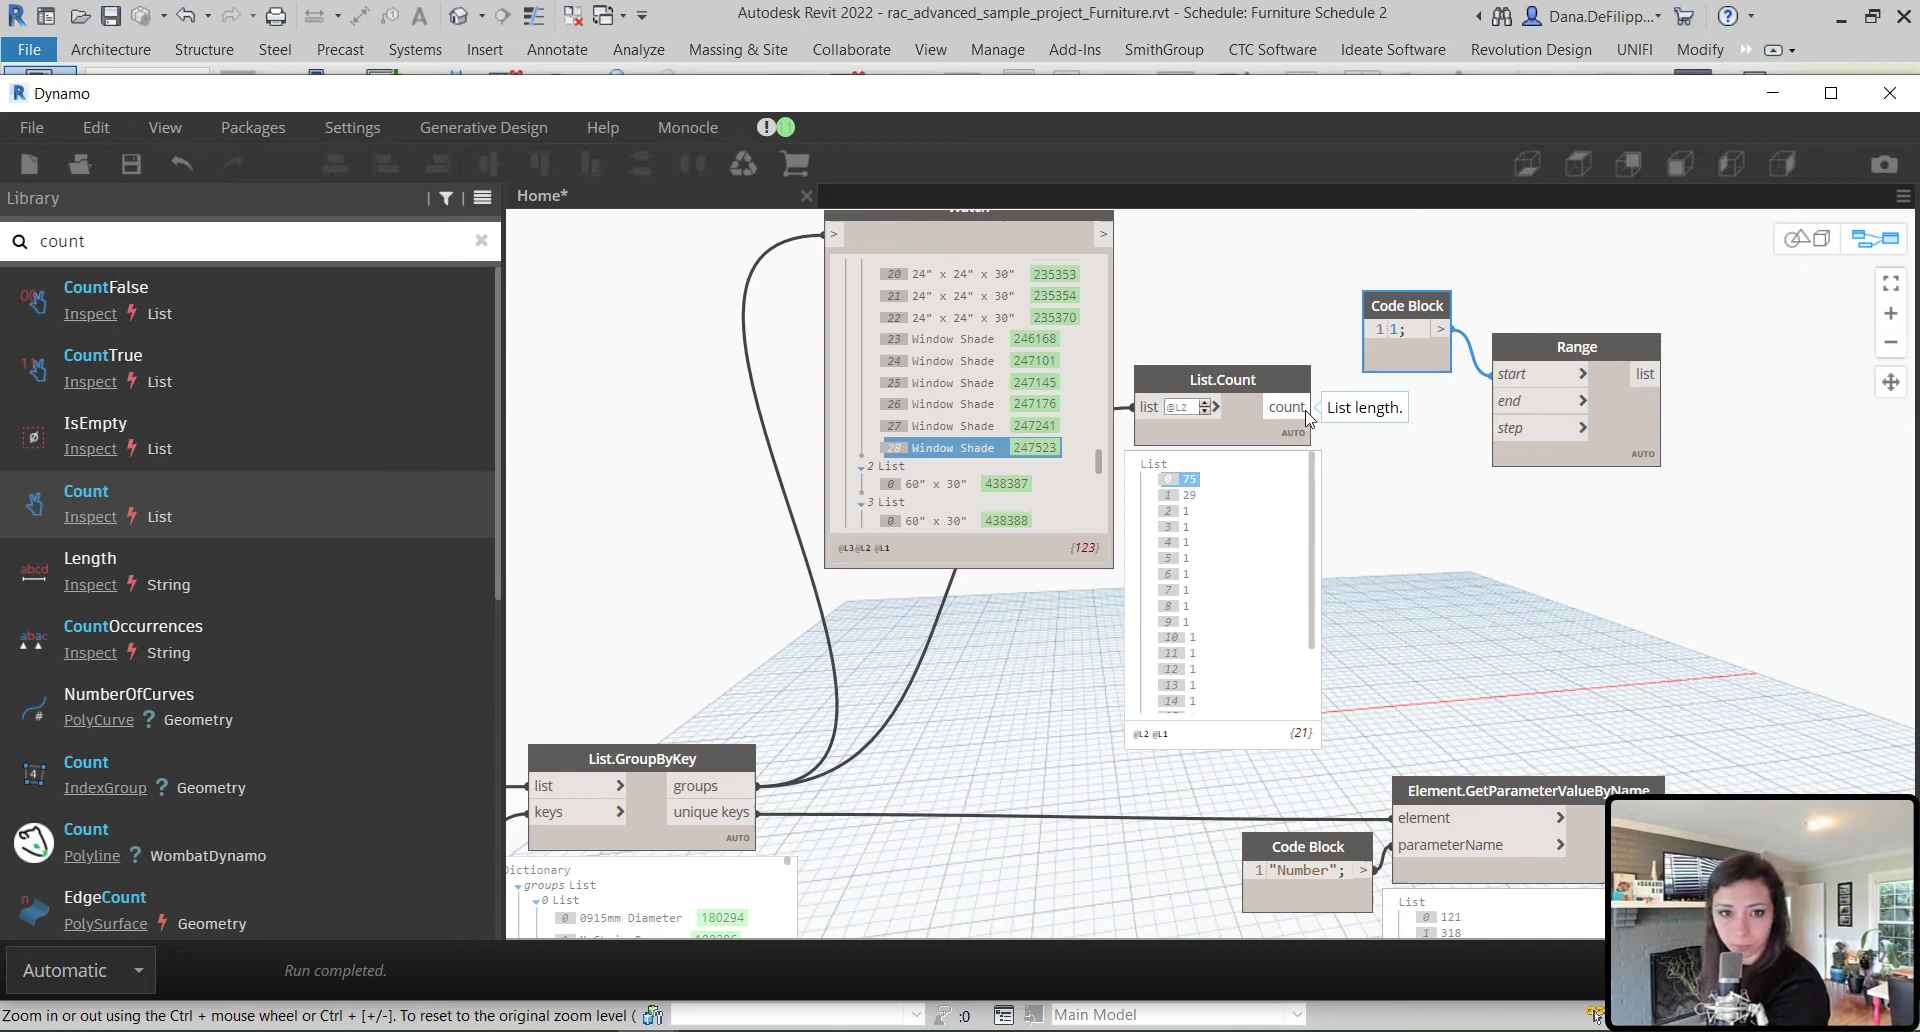 Autodesk Revit 2022 - rac_advanced_sample_project_Furniture.rvt - Schedule: Furniture Schedule 2
Dana.DeFilipp...
File Architecture Structure Steel Precast Systems Insert Annotate Analyze Massing & Site Collaborate View Manage Add-Ins SmithGroup CTC Software Ideate Software Revolution Design UNIFI Modify
Dynamo
File Edit View Packages Settings Generative Design Help Monocle
Library
Home*
count
CountFalse
Inspect List
CountTrue
Inspect List
IsEmpty
Inspect List
Count
Inspect List
Length
Inspect String
CountOccurrences
Inspect String
NumberOfCurves
PolyCurve ? Geometry
Count
IndexGroup ? Geometry
Count
Polyline ? WombatDynamo
EdgeCount
PolySurface Geometry
Watch
> >
20 24" x 24" x 30" 235353
21 24" x 24" x 30" 235354
22 24" x 24" x 30" 235370
23 Window Shade 246168
24 Window Shade 247101
25 Window Shade 247145
26 Window Shade 247176
27 Window Shade 247241
28 Window Shade 247523
2 List
0 60" x 30" 438387
3 List
0 60" x 30" 438388
@L3 @L2 @L1 {123}
List.Count
list @L2 > count
AUTO
List length.
List
0 75
1 29
2 1
3 1
4 1
5 1
6 1
7 1
8 1
9 1
10 1
11 1
12 1
13 1
14 1
@L2 @L1 {21}
Code Block
1 1; >
Range
start > list
end >
step >
AUTO
List.GroupByKey
list > groups
keys > unique keys
AUTO
Dictionary
groups List
0 List
0 0915mm Diameter 180294
Code Block
1 "Number"; >
Element.GetParameterValueByName
element >
parameterName >
List
0 121
1 318
Automatic
Run completed.
Zoom in or out using the Ctrl + mouse wheel or Ctrl + [+/-]. To reset to the original zoom level (
:0
Main Model